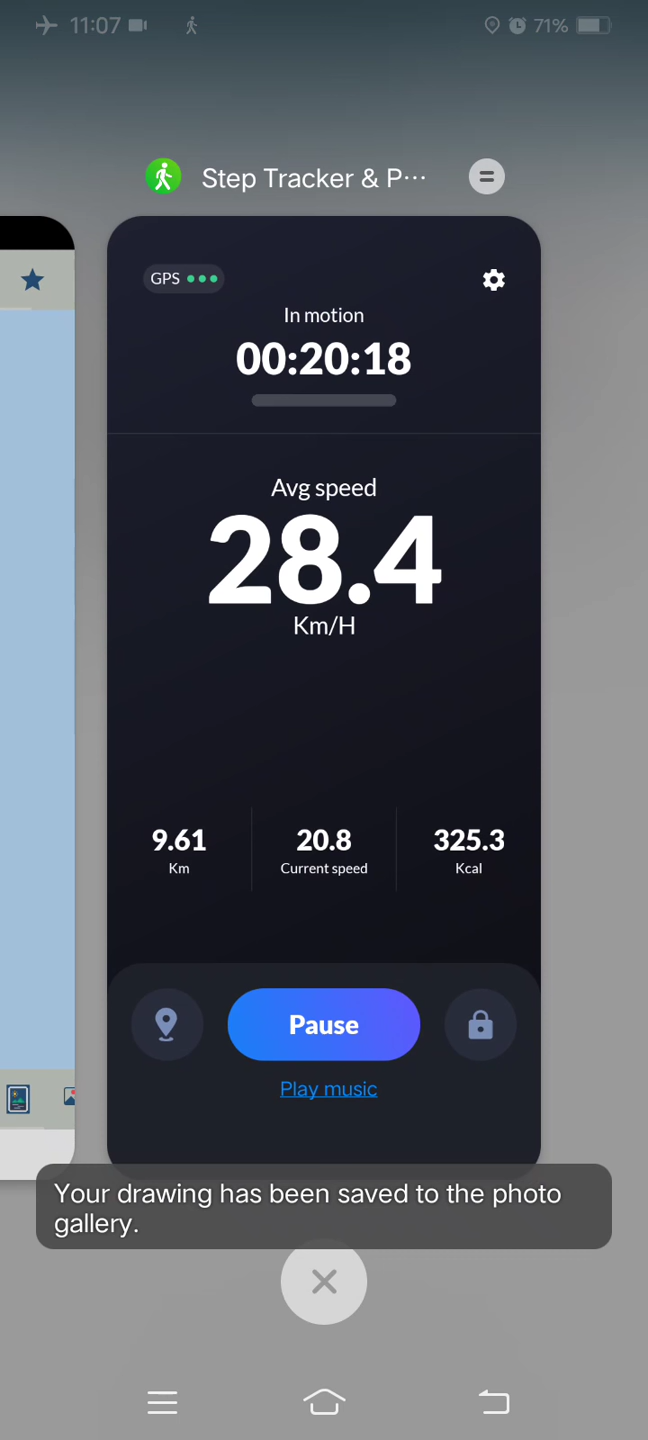 11:07
71%
Step Tracker & P...
GPS
In motion
00:20:18
Avg speed
28.4
Km/H
9.61
Km
20.8
Current speed
325.3
Kcal
Pause
Play music
Your drawing has been saved to the photo
gallery.